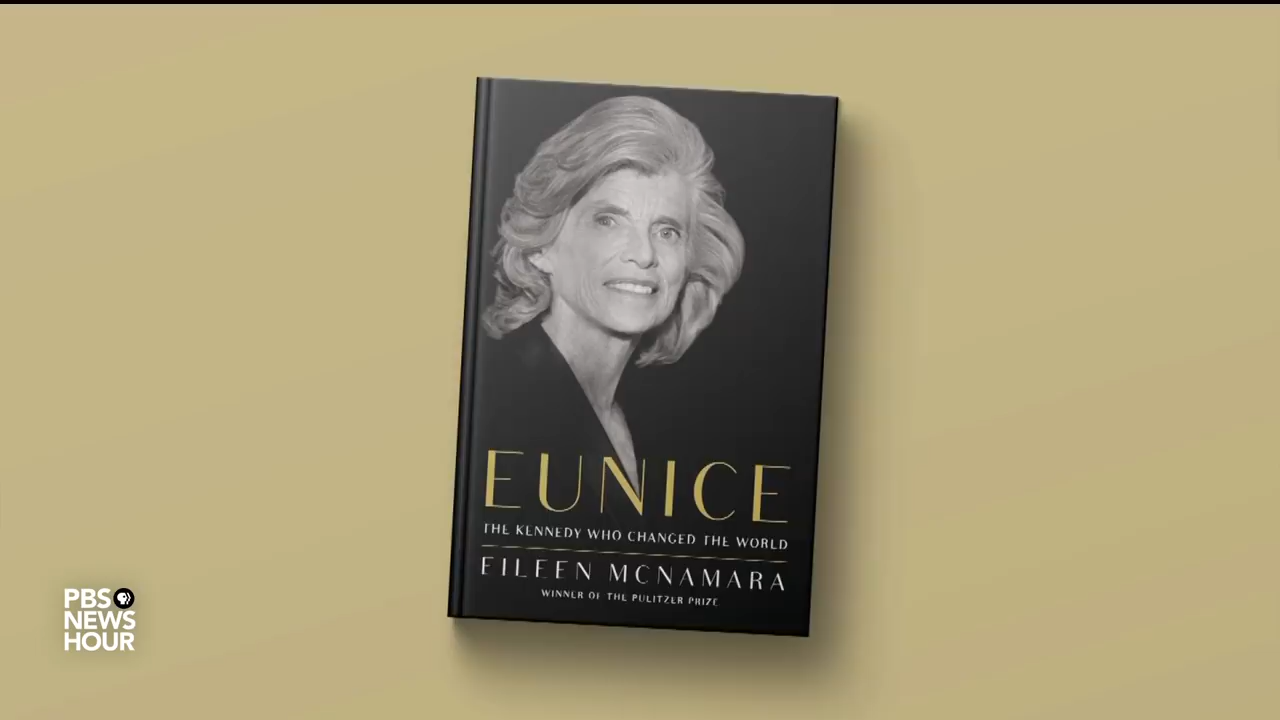 EUNICE
THE KENNEDY WHO CHANGED THE WORLD
EILEEN MCNAMARA
WINNER OF THE PULITZER PRIZE
PBS
NEWS
HOUR